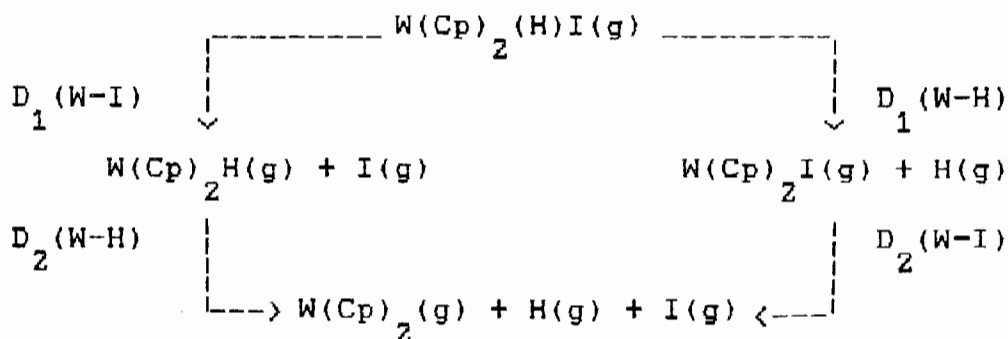 W(Cp)₂(H)I(g)
D₁(W-I) D₁(W-H)
W(Cp)₂H(g) + I(g) W(Cp)₂I(g) + H(g)
D₂(W-H) D₂(W-I)
W(Cp)₂(g) + H(g) + I(g)